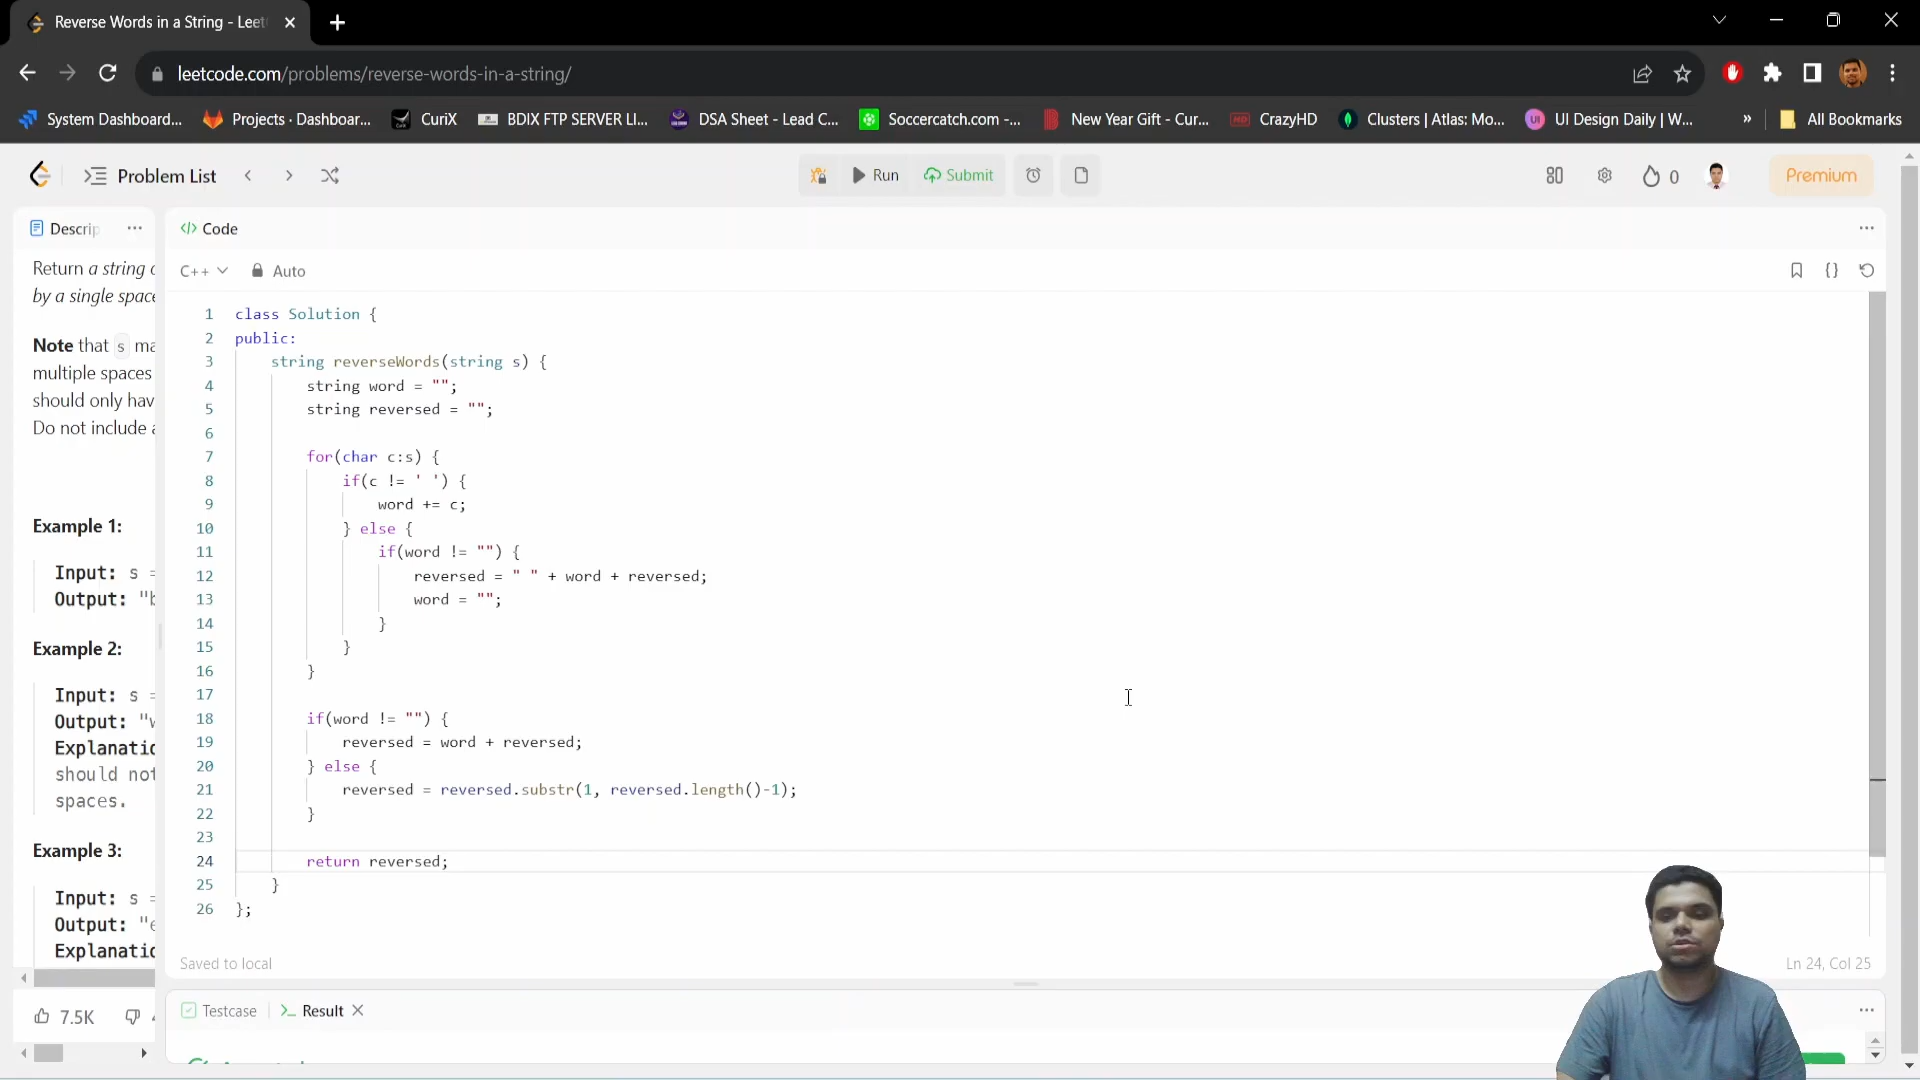 Reverse Words in a String - Leet
leetcode.com/problems/reverse-words-in-a-string/
System Dashboard... Projects · Dashboar... CuriX BDIX FTP SERVER LI... DSA Sheet - Lead C... Soccercatch.com -... New Year Gift - Cur... HD CrazyHD Clusters | Atlas: Mo... UI UI Design Daily | W... » All Bookmarks
Problem List Run Submit 0 Premium
Descrip ... </> Code ...
C++ Auto {}
Return a string o
by a single space
Note that s ma
multiple spaces
should only hav
Do not include a
Example 1:
Input: s =
Output: "b
Example 2:
Input: s =
Output: "w
Explanatio
should not
spaces.
Example 3:
Input: s =
Output: "e
Explanatio
7.5K
1 class Solution {
2 public:
3 string reverseWords(string s) {
4 string word = "";
5 string reversed = "";
6
7 for(char c:s) {
8 if(c != ' ') {
9 word += c;
10 } else {
11 if(word != "") {
12 reversed = " " + word + reversed;
13 word = "";
14 }
15 }
16 }
17
18 if(word != "") {
19 reversed = word + reversed;
20 } else {
21 reversed = reversed.substr(1, reversed.length()-1);
22 }
23
24 return reversed;
25 }
26 };
Saved to local Ln 24, Col 25
Testcase >_ Result ...